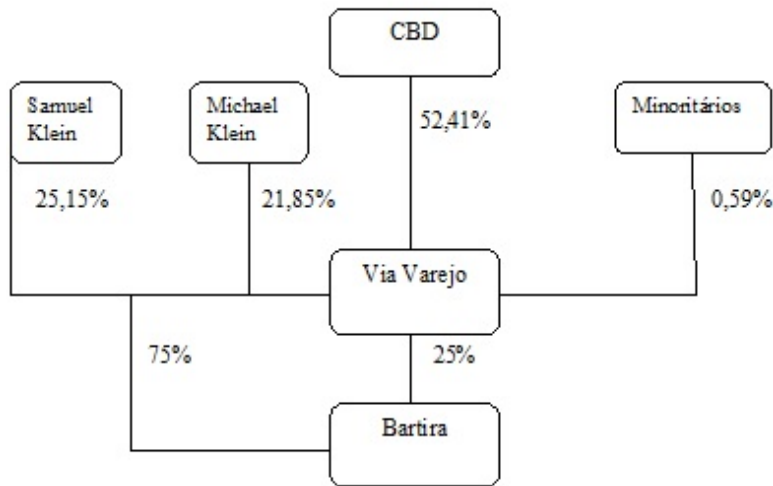 CBD
Samuel
Klein
Michael
Klein
Minoritários
52,41%
25,15%
21,85%
0,59%
Via Varejo
75%
25%
Bartira